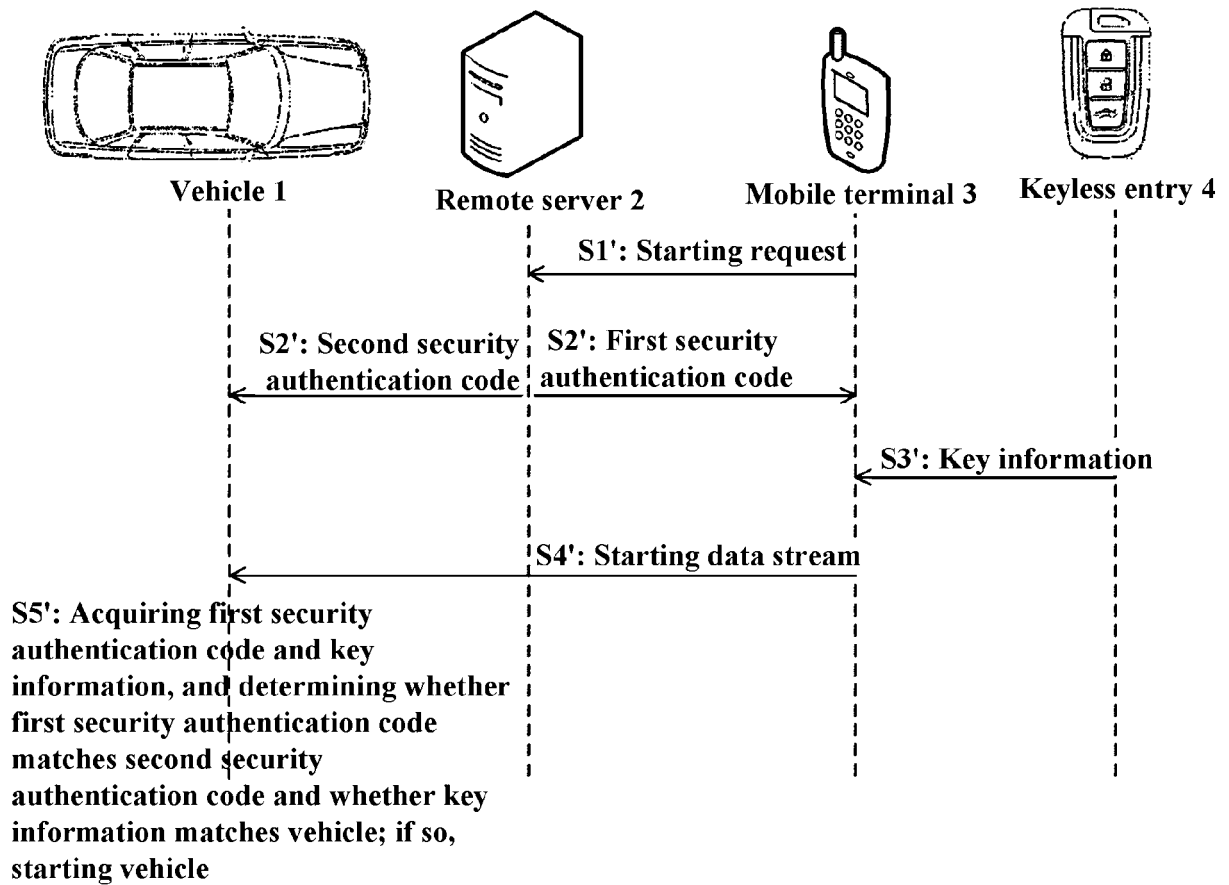 Vehicle 1
Remote server 2
Mobile terminal 3
Keyless entry 4
S1': Starting request
S2': Second security
authentication code
S2': First security
authentication code
S3': Key information
S4': Starting data stream
S5': Acquiring first security
authentication code and key
information, and determining whether
first security authentication code
matches second security
authentication code and whether key
information matches vehicle; if so,
starting vehicle